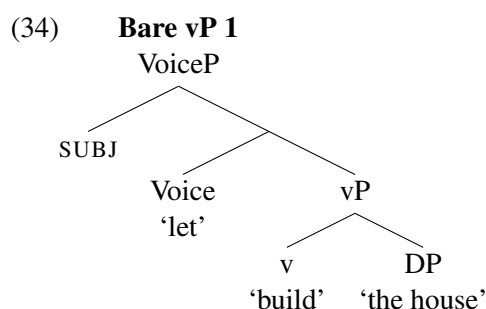 (34) Bare vP 1
VoiceP
SUBJ
Voice vP
‘let’
v DP
‘build’ ‘the house’